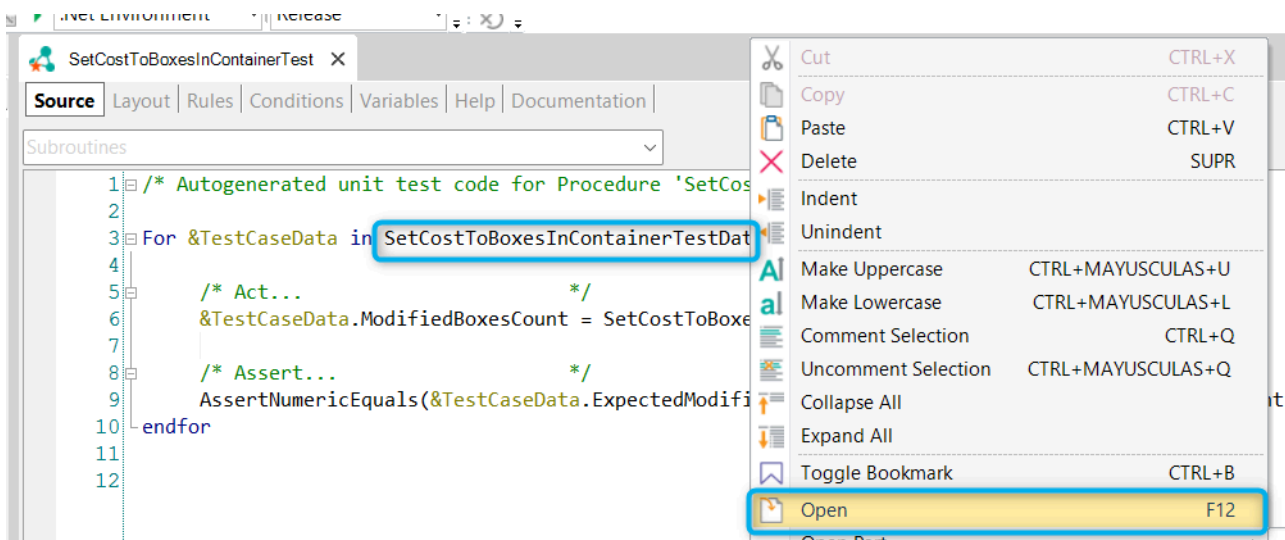 .Net Environment Release
SetCostToBoxesInContainerTest
Source Layout Rules Conditions Variables Help Documentation
Subroutines
1 /* Autogenerated unit test code for Procedure 'SetCos
2
3 For &TestCaseData in SetCostToBoxesInContainerTestDat
4
5 /* Act... */
6 &TestCaseData.ModifiedBoxesCount = SetCostToBoxe
7
8 /* Assert... */
9 AssertNumericEquals(&TestCaseData.ExpectedModifi
10 endfor
11
12
Cut CTRL+X
Copy CTRL+C
Paste CTRL+V
Delete SUPR
Indent
Unindent
Make Uppercase CTRL+MAYUSCULAS+U
Make Lowercase CTRL+MAYUSCULAS+L
Comment Selection CTRL+Q
Uncomment Selection CTRL+MAYUSCULAS+Q
Collapse All
Expand All
Toggle Bookmark CTRL+B
Open F12